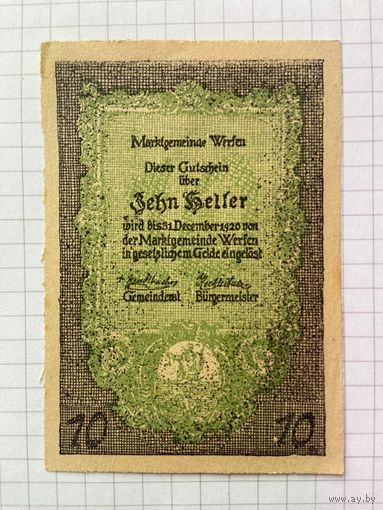 Marktgemeinde Werfen
Dieser Gutschein
über
Zehn Heller
wird bis 31 December 1920 von
der Marktgemeinde Werfen
in gesetzlichem Gelde eingelöst
Gemeinderat Bürgermeister
10 10
www.ay.by